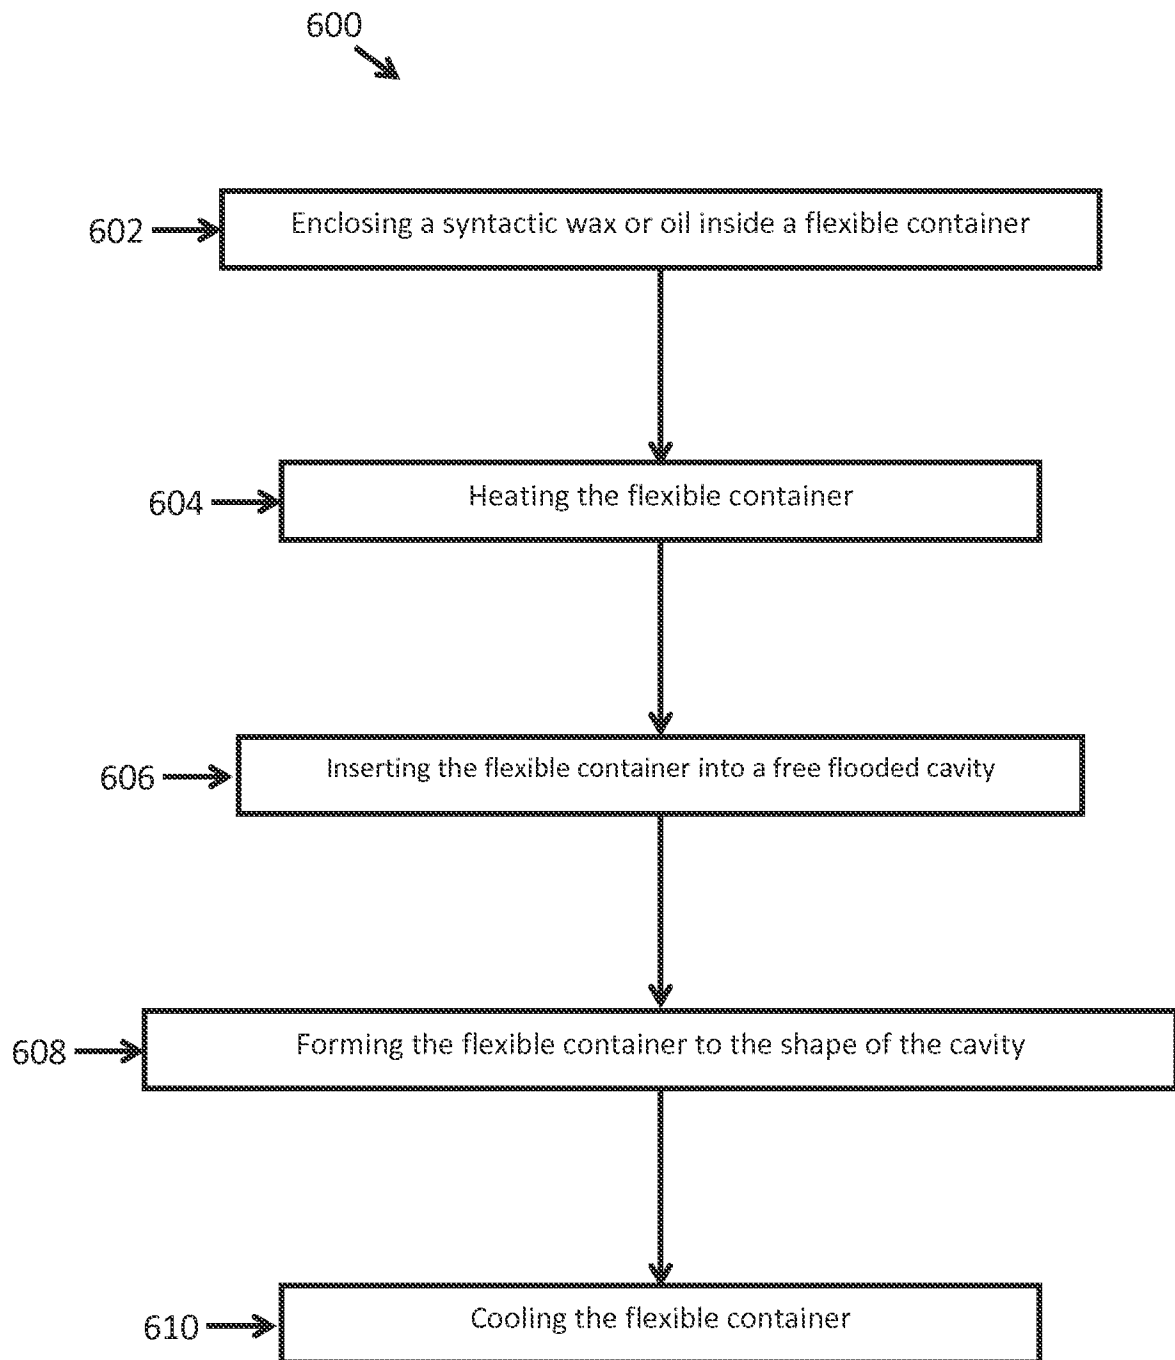 600
602
Enclosing a syntactic wax or oil inside a flexible container
604
Heating the flexible container
606
Inserting the flexible container into a free flooded cavity
608
Forming the flexible container to the shape of the cavity
610
Cooling the flexible container